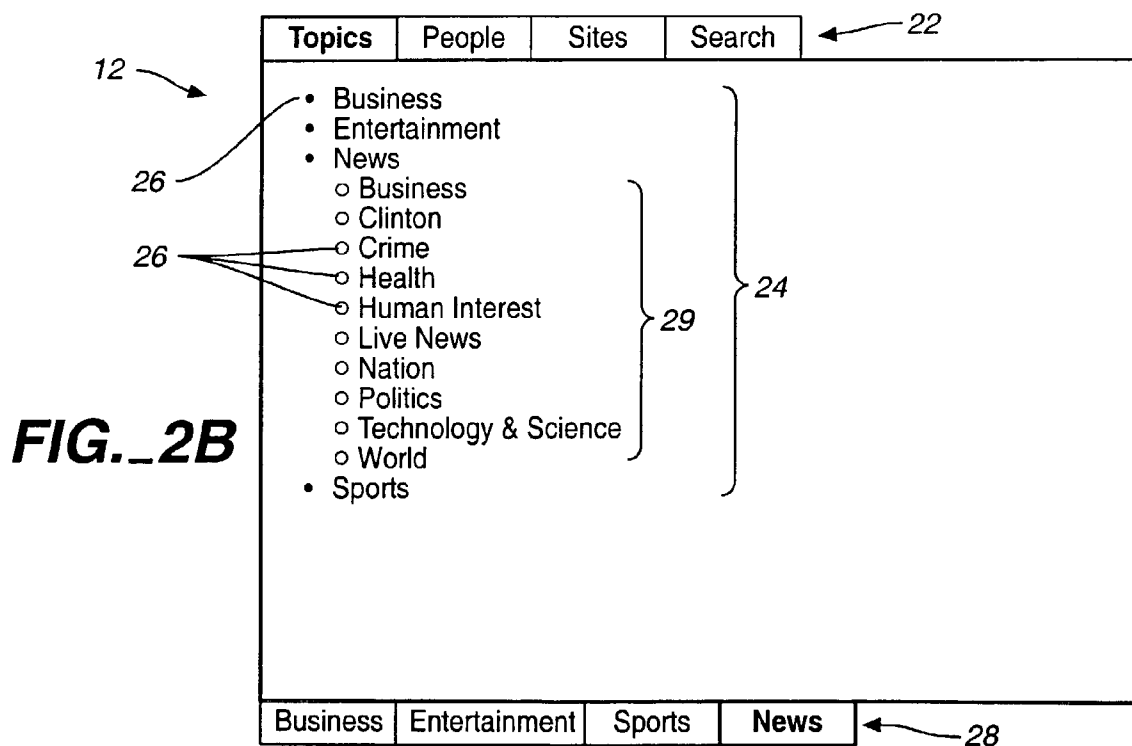 Topics People Sites Search 22
12
• Business
• Entertainment
• News
26
○ Business
○ Clinton
26
○ Crime
○ Health
24
○ Human Interest
29
○ Live News
○ Nation
○ Politics
FIG._2B
○ Technology & Science
○ World
• Sports
Business Entertainment Sports News 28